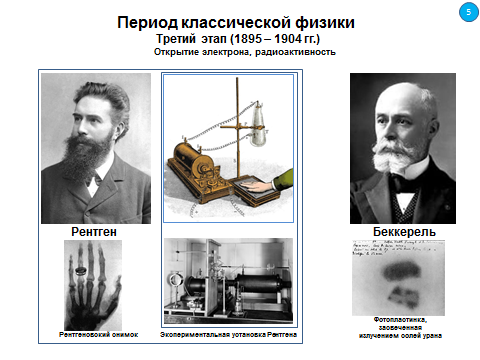 5
Период классической физики
Третий этап (1895 – 1904 гг.)
Открытие электрона, радиоактивность
Рентген
Беккерель
Рентгеновский снимок
Экспериментальная установка Рентгена
Фотопластинка,
засвеченная
излучением солей урана